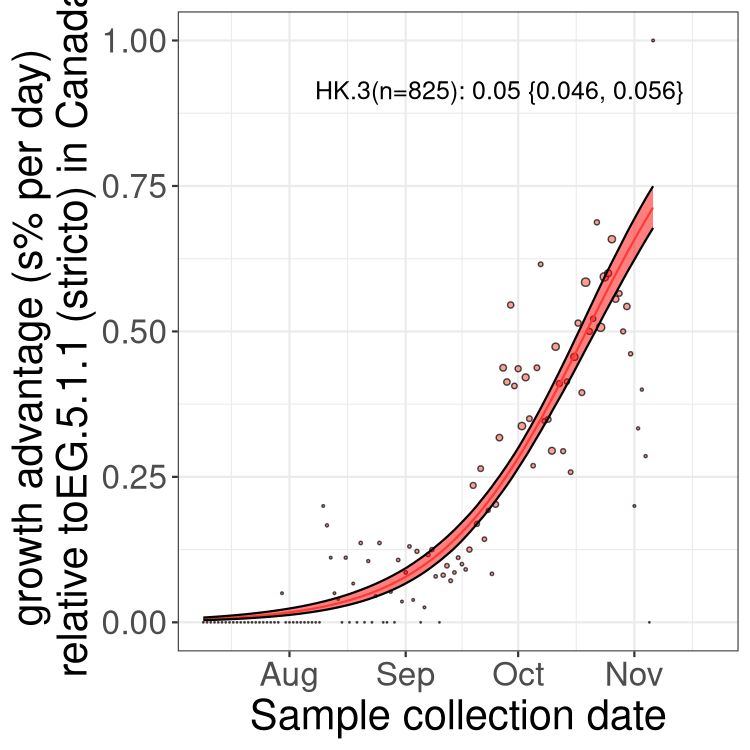 growth advantage (s% per day)
relative toEG.5.1.1 (stricto) in Canada
1.00
0.75
0.50
0.25
0.00
HK.3(n=825): 0.05 {0.046, 0.056}
Aug Sep Oct Nov
Sample collection date